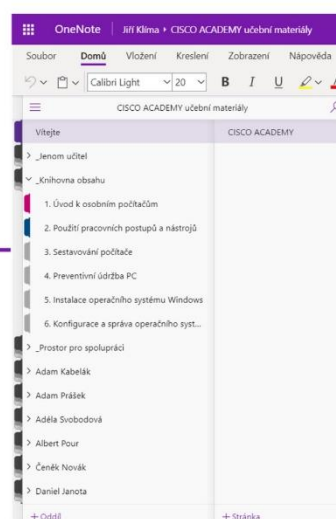 OneNote Jiří Klíma ▸ CISCO ACADEMY učební materiály
Soubor Domů Vložení Kreslení Zobrazení Nápověda
Calibri Light 20 B I U
CISCO ACADEMY učební materiály
Vítejte
_Jenom učitel
_Knihovna obsahu
1. Úvod k osobním počítačům
2. Použití pracovních postupů a nástrojů
3. Sestavování počítače
4. Preventivní údržba PC
5. Instalace operačního systému Windows
6. Konfigurace a správa operačního syst...
_Prostor pro spolupráci
Adam Kabelák
Adam Prášek
Adéla Svobodová
Albert Pour
Čeněk Novák
Daniel Janota
+ Oddíl
CISCO ACADEMY
+ Stránka